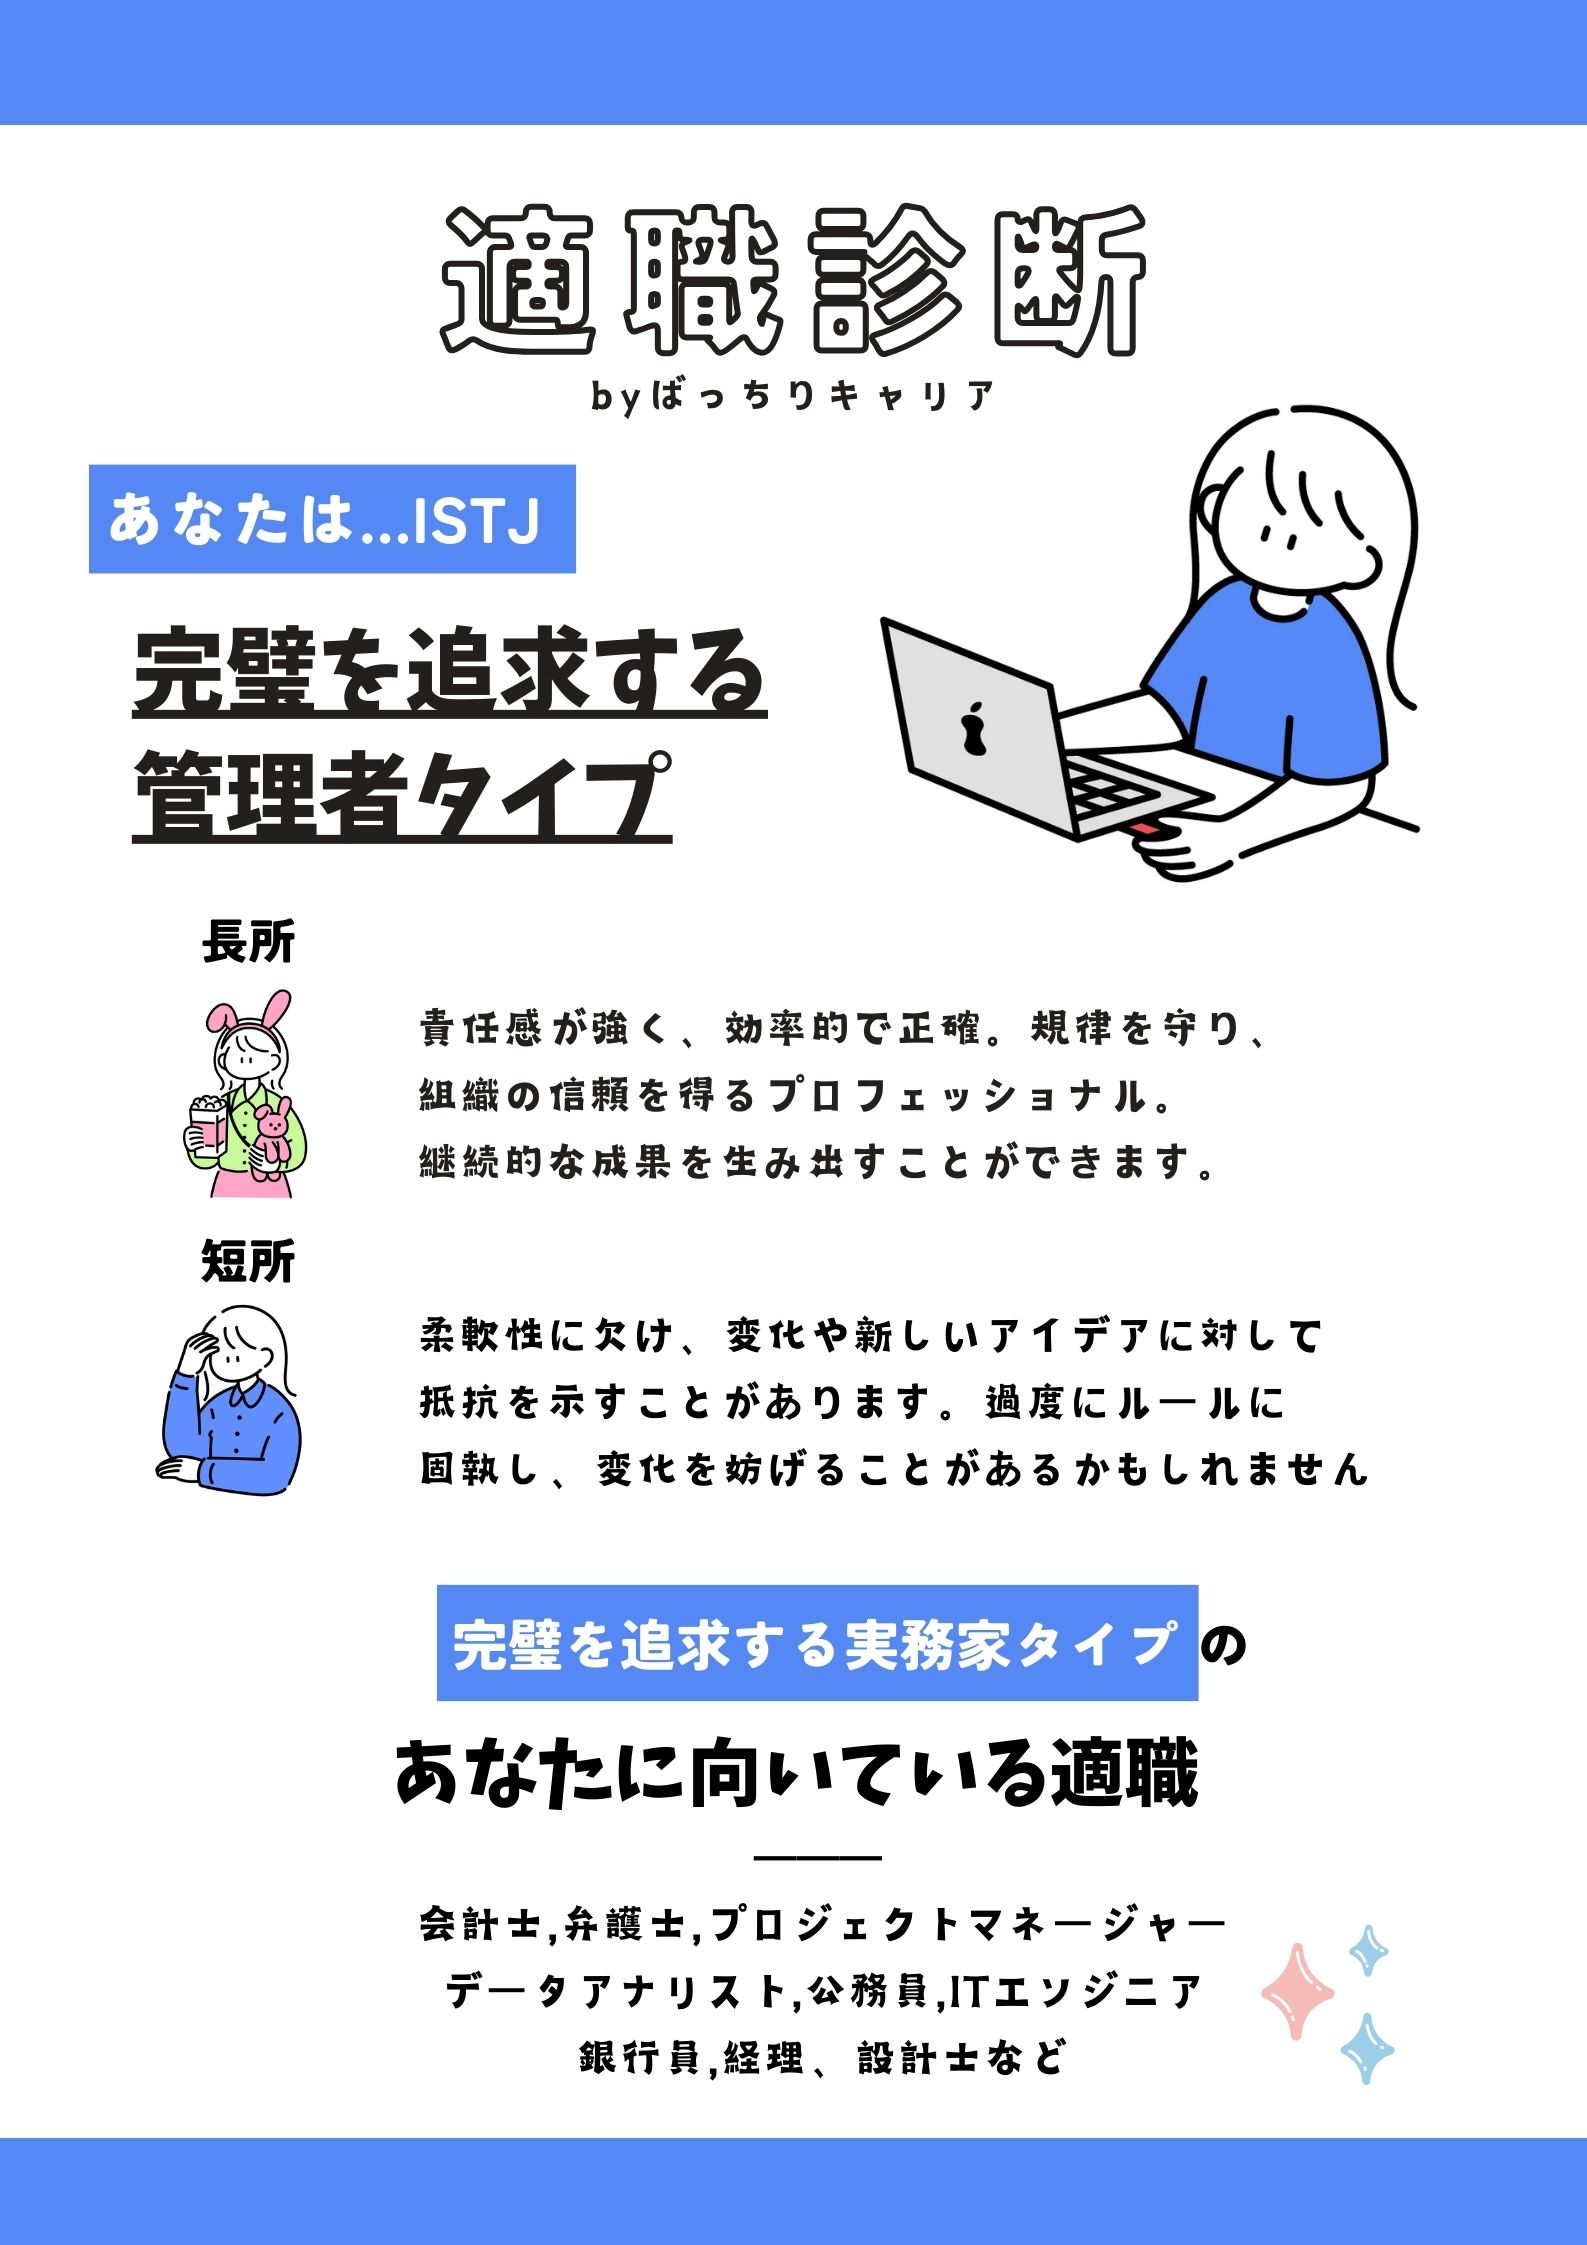 適職診断
byばっちりキャリア
あなたは...ISTJ
完璧を追求する
管理者タイプ
長所
責任感が強く、効率的で正確。規律を守り、
組織の信頼を得るプロフェッショナル。
継続的な成果を生み出すことができます。
短所
柔軟性に欠け、変化や新しいアイデアに対して
抵抗を示すことがあります。過度にルールに
固執し、変化を妨げることがあるかもしれません
完璧を追求する実務家タイプの
あなたに向いている適職
会計士,弁護士,プロジェクトマネージャー
データアナリスト,公務員,ITエンジニア
銀行員,経理、設計士など